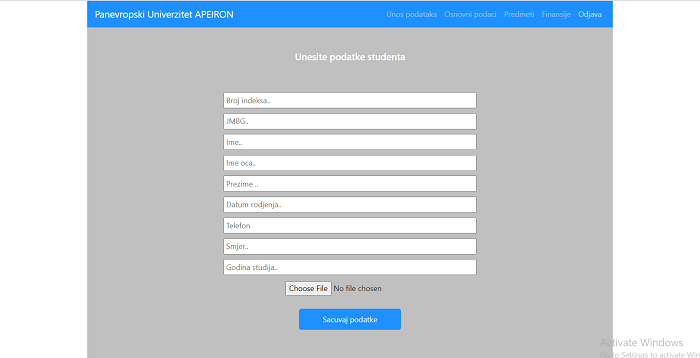 Panevropski Univerzitet APEIRON
Unos podataka Osnovni podaci Predmeti Finansije Odjava
Unesite podatke studenta
Broj indeksa..
JMBG..
Ime..
Ime oca..
Prezime ..
Datum rodjenja..
Telefon
Smjer..
Godina studija..
Choose File No file chosen
Sacuvaj podatke
Activate Windows
Go to Settings to activate Win